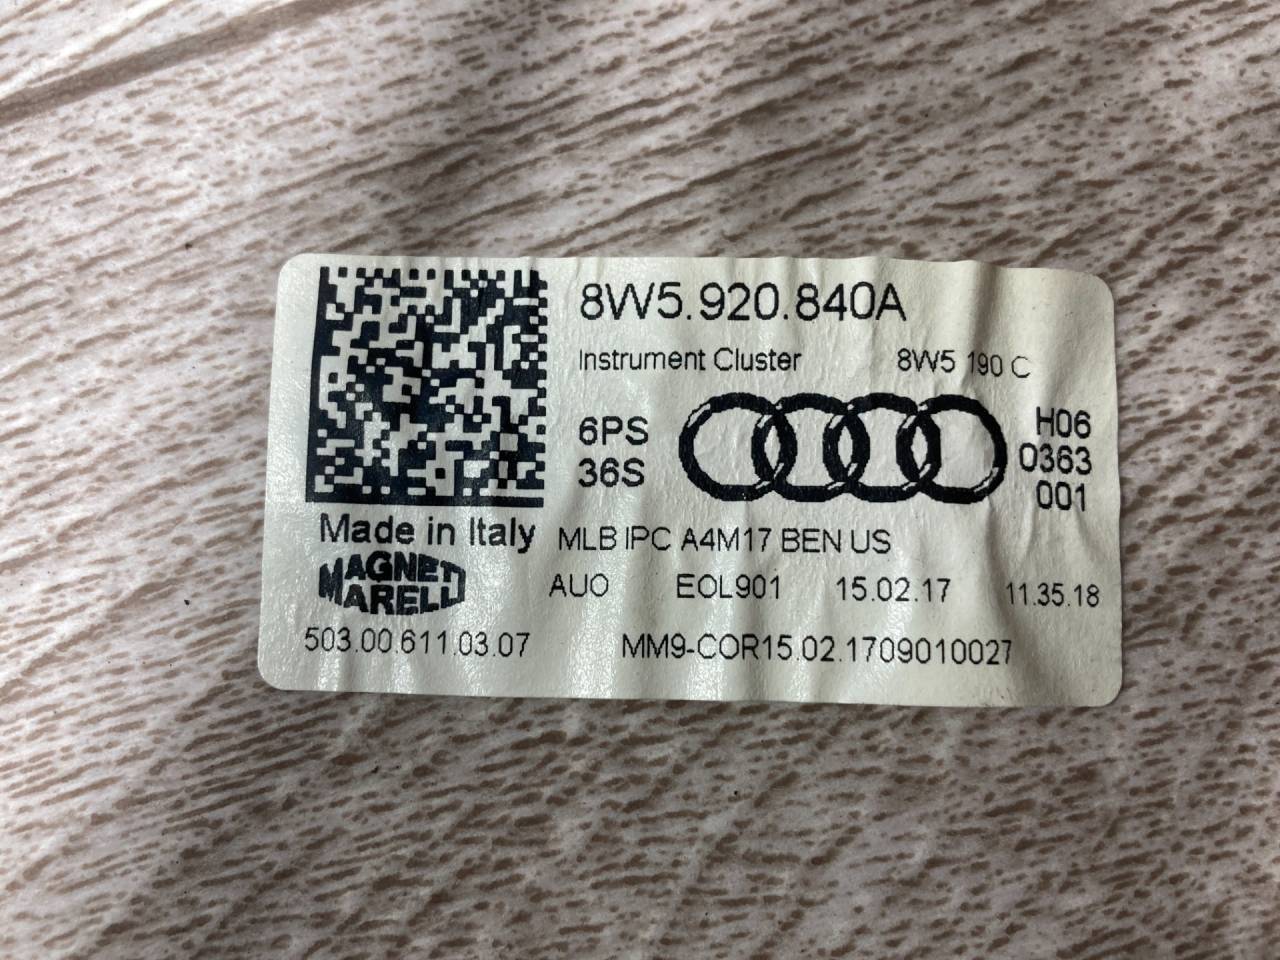 8W5.920.840A
Instrument Cluster 8W5 190 C
6PS
36S
H06
0363
001
Made in Italy
MLB IPC A4M17 BEN US
MAGNETI
MARELLI
AUO EOL901 15.02.17 11.35.18
503.00.611.03.07
MM9-COR15.02.1709010027